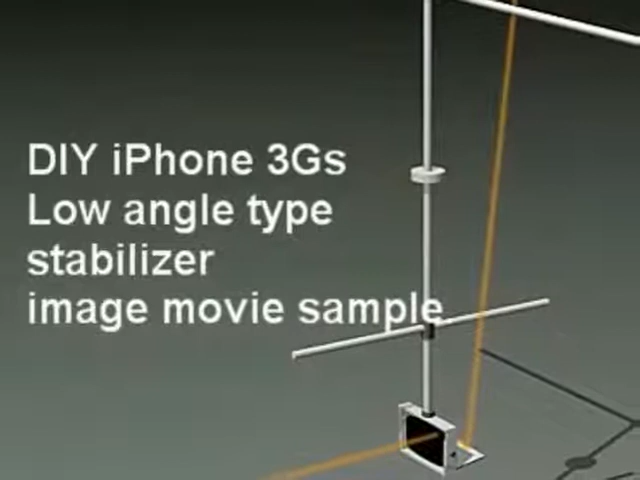 DIY iPhone 3Gs
Low angle type
stabilizer
image movie sample